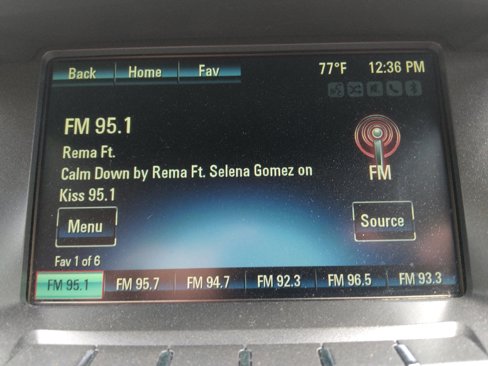 Back Home Fav 77°F 12:36 PM
FM 95.1
Rema Ft.
Calm Down by Rema Ft. Selena Gomez on
Kiss 95.1
FM
Menu Source
Fav 1 of 6
FM 95.1 FM 95.7 FM 94.7 FM 92.3 FM 96.5 FM 93.3